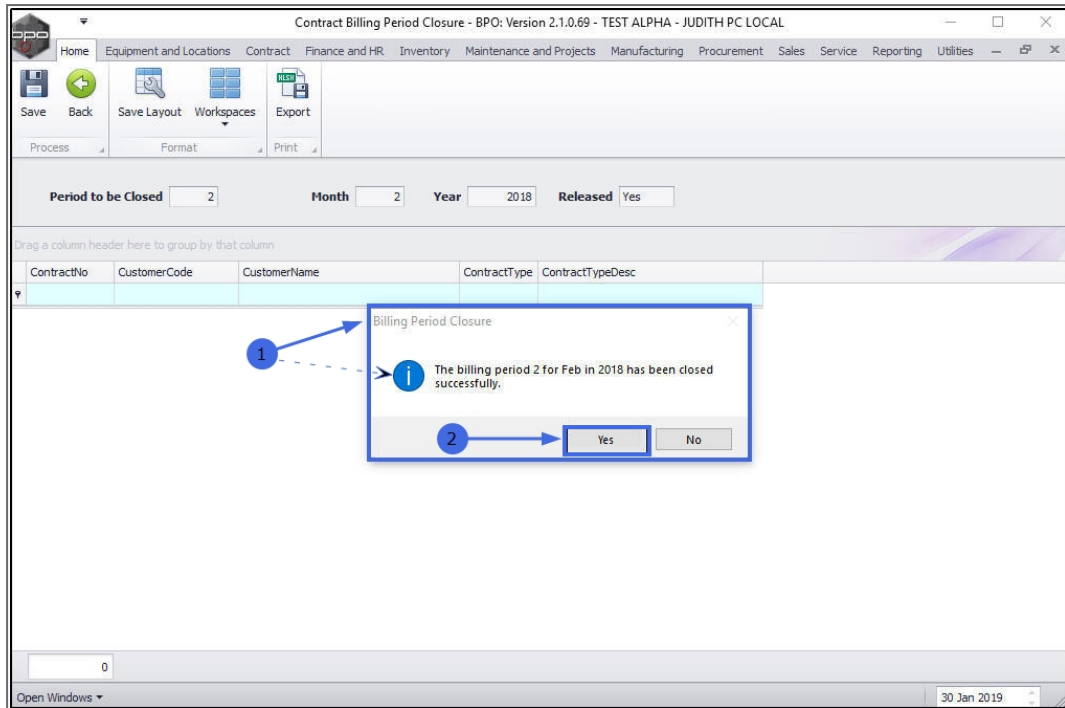 bpo
Contract Billing Period Closure - BPO: Version 2.1.0.69 - TEST ALPHA - JUDITH PC LOCAL
Home Equipment and Locations Contract Finance and HR Inventory Maintenance and Projects Manufacturing Procurement Sales Service Reporting Utilities
XLSX
Save Back Save Layout Workspaces Export
Process Format Print
Period to be Closed 2 Month 2 Year 2018 Released Yes
Drag a column header here to group by that column
ContractNo CustomerCode CustomerName ContractType ContractTypeDesc
Billing Period Closure
1
i
The billing period 2 for Feb in 2018 has been closed
successfully.
2
Yes No
0
Open Windows 30 Jan 2019